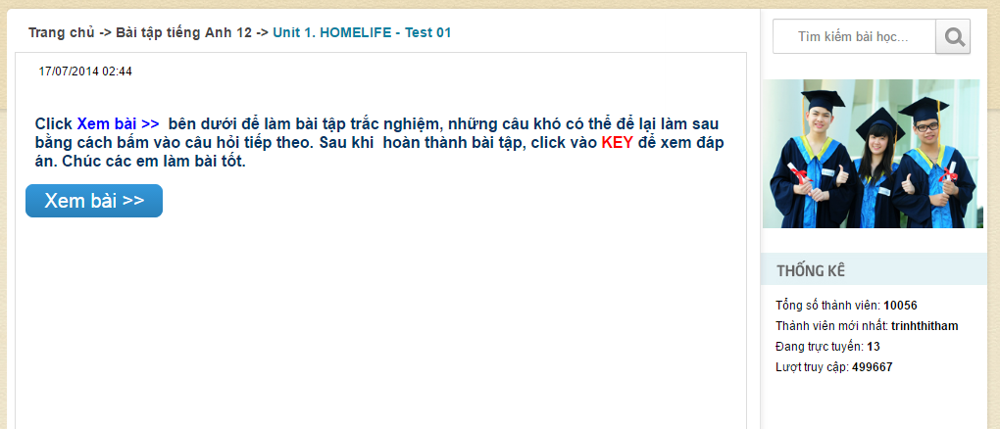 Trang chủ -> Bài tập tiếng Anh 12 -> Unit 1. HOMELIFE - Test 01
17/07/2014 02:44
Click Xem bài >> bên dưới để làm bài tập trắc nghiệm, những câu khó có thể để lại làm sau
bằng cách bấm vào câu hỏi tiếp theo. Sau khi hoàn thành bài tập, click vào KEY để xem đáp
án. Chúc các em làm bài tốt.
Xem bài >>
Tìm kiếm bài học...
THỐNG KÊ
Tổng số thành viên: 10056
Thành viên mới nhất: trinhthitham
Đang trực tuyến: 13
Lượt truy cập: 499667